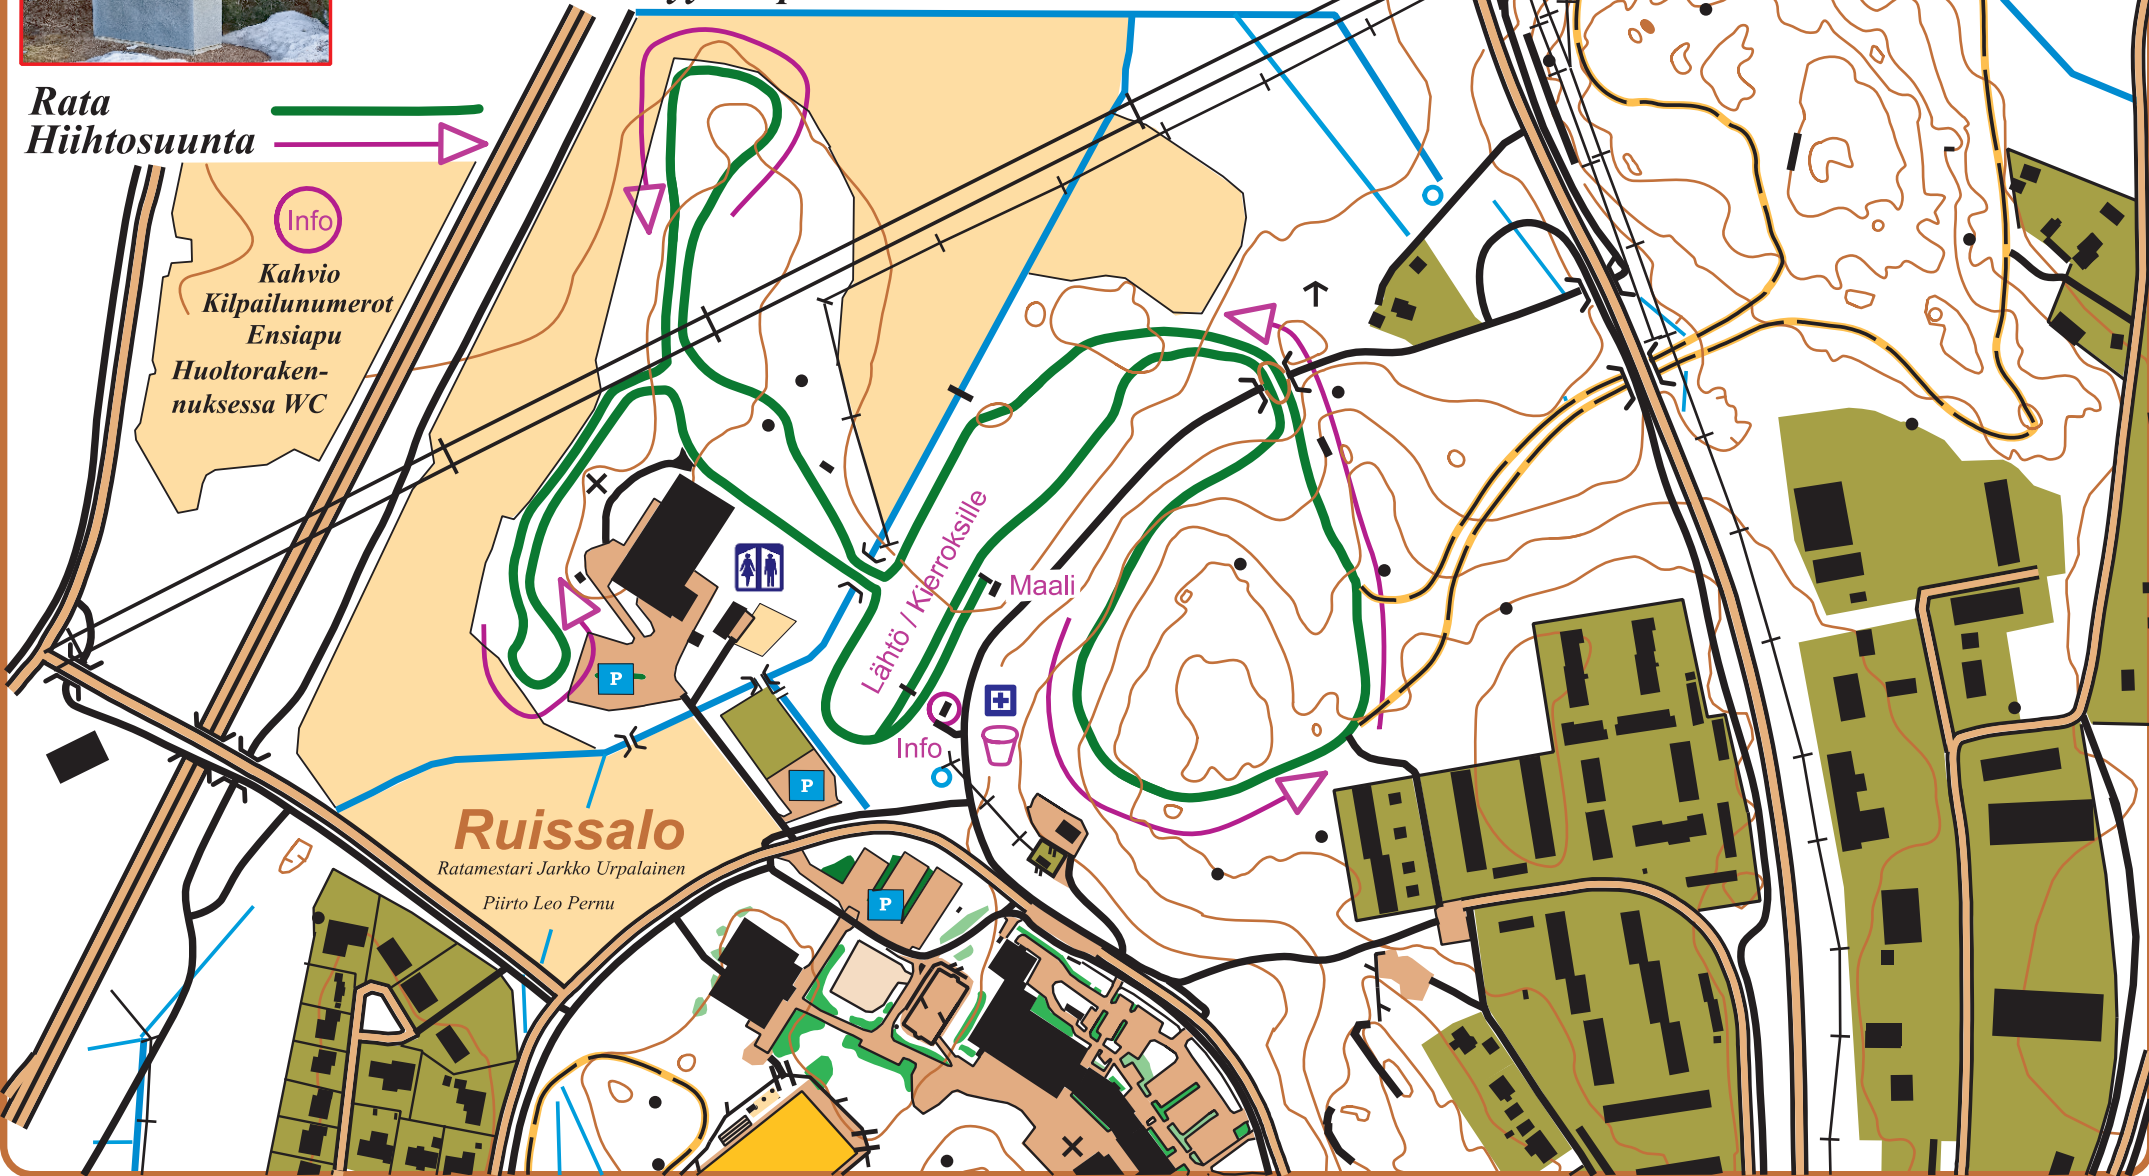 Rata
Hiihtosuunta
Info
Kahvio
Kilpailunumerot
Ensiapu
Huoltoraken-
nuksessa WC
Lähtö / Kierroksille
Maali
Info
P
P
P
Ruissalo
Ratamestari Jarkko Urpalainen
Piirto Leo Pernu